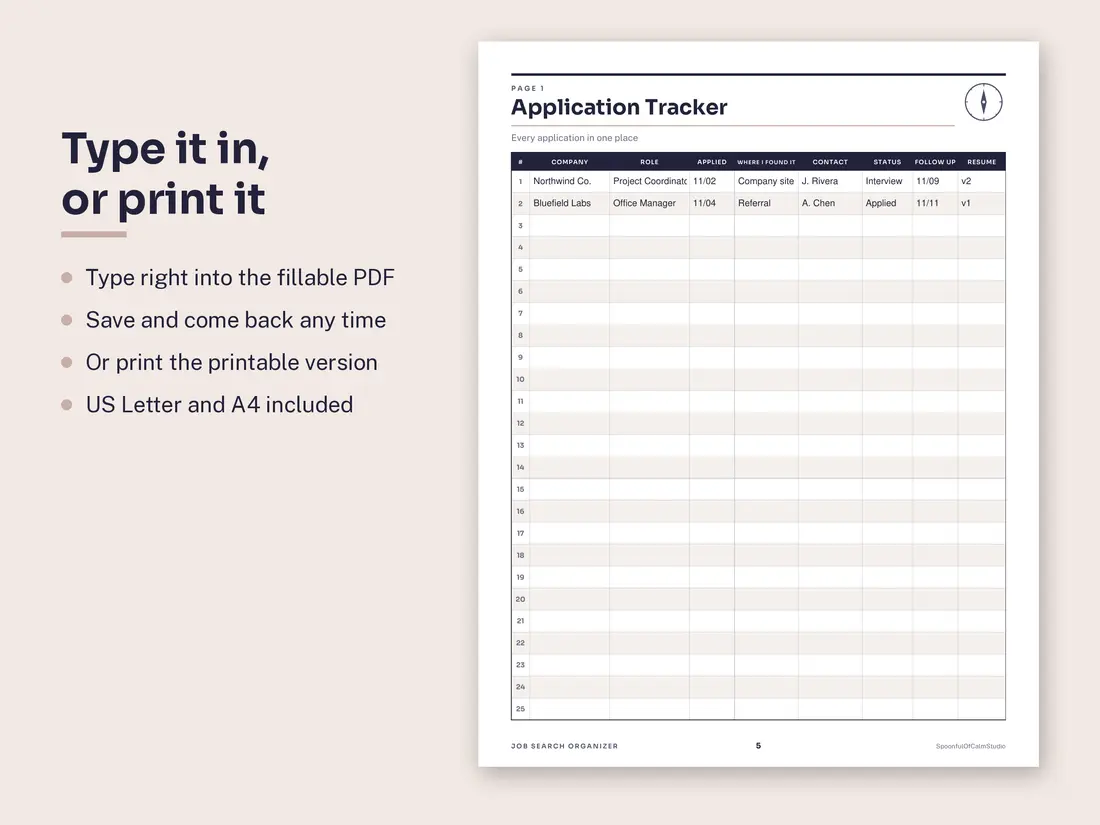 Type it in,
or print it
Type right into the fillable PDF
Save and come back any time
Or print the printable version
US Letter and A4 included
PAGE 1
Application Tracker
Every application in one place
# COMPANY ROLE APPLIED WHERE I FOUND IT CONTACT STATUS FOLLOW UP RESUME
1 Northwind Co. Project Coordinatc 11/02 Company site J. Rivera Interview 11/09 v2
2 Bluefield Labs Office Manager 11/04 Referral A. Chen Applied 11/11 v1
3
4
5
6
7
8
9
10
11
12
13
14
15
16
17
18
19
20
21
22
23
24
25
JOB SEARCH ORGANIZER 5 SpoonfulOfCalmStudio